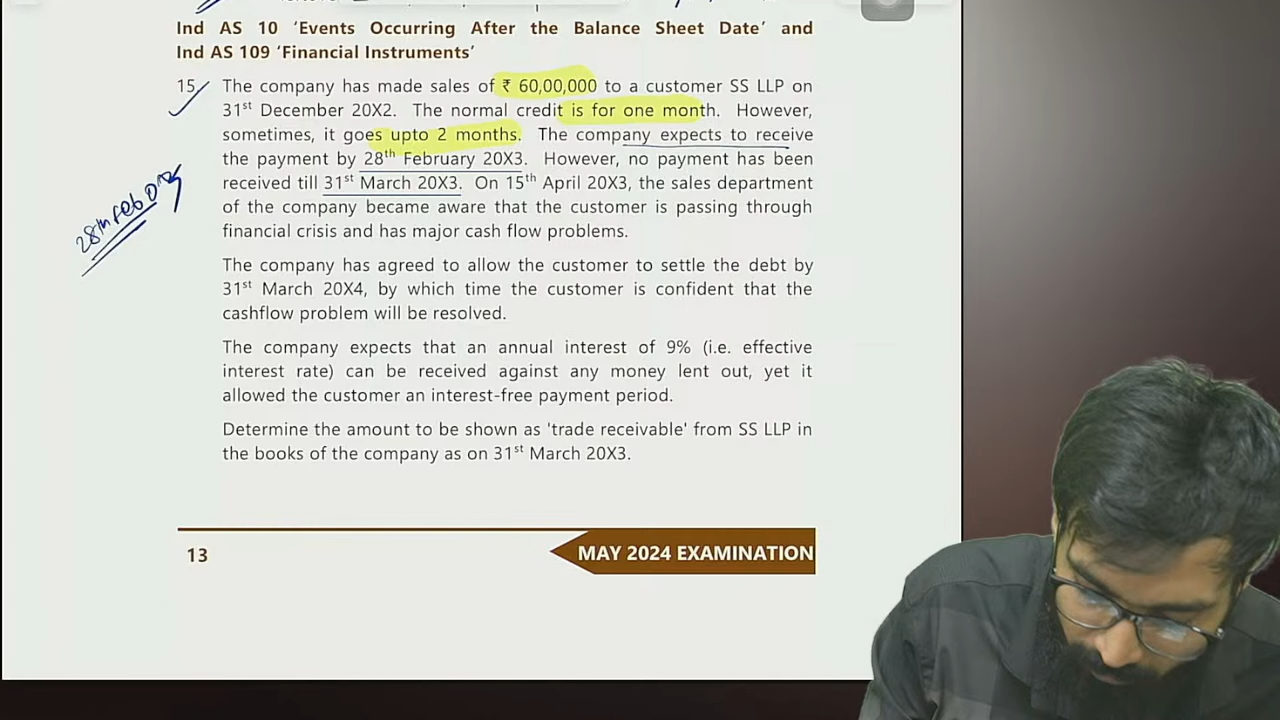 Ind AS 10 ‘Events Occurring After the Balance Sheet Date’ and
Ind AS 109 ‘Financial Instruments’
15. The company has made sales of ₹ 60,00,000 to a customer SS LLP on
31st December 20X2. The normal credit is for one month. However,
sometimes, it goes upto 2 months. The company expects to receive
the payment by 28th February 20X3. However, no payment has been
received till 31st March 20X3. On 15th April 20X3, the sales department
of the company became aware that the customer is passing through
financial crisis and has major cash flow problems.
28th Feb
The company has agreed to allow the customer to settle the debt by
31st March 20X4, by which time the customer is confident that the
cashflow problem will be resolved.
The company expects that an annual interest of 9% (i.e. effective
interest rate) can be received against any money lent out, yet it
allowed the customer an interest-free payment period.
Determine the amount to be shown as 'trade receivable' from SS LLP in
the books of the company as on 31st March 20X3.
13
MAY 2024 EXAMINATION